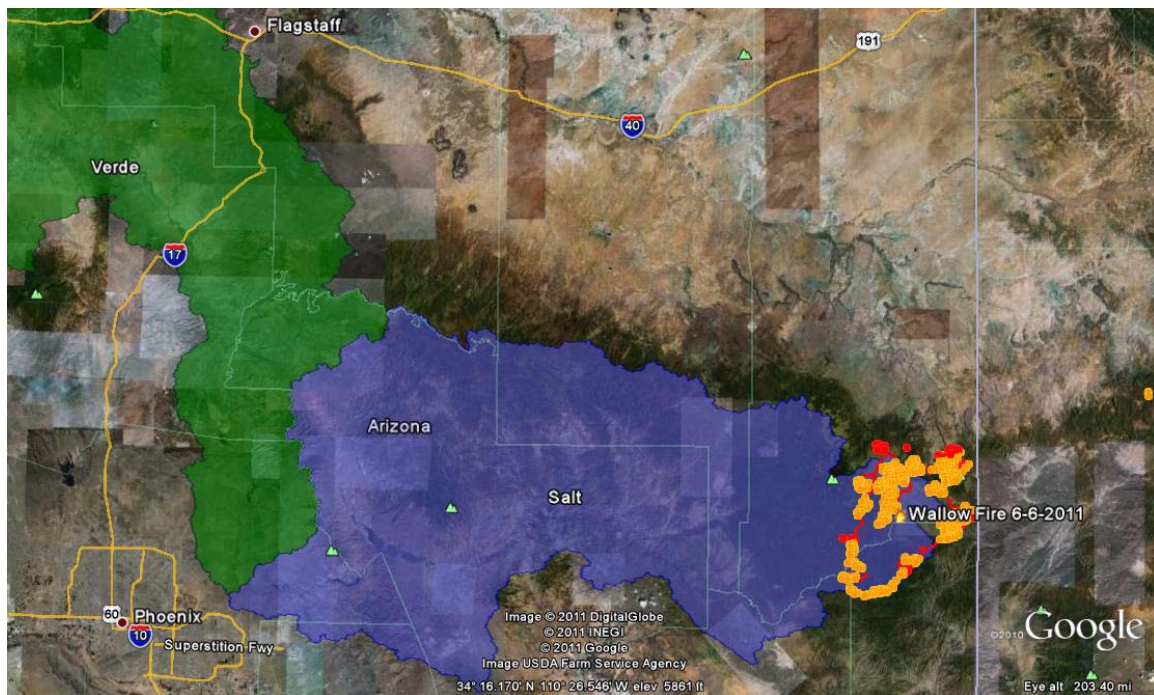 Flagstaff
191
40
Verde
17
Arizona
Salt
Wallow Fire 6-6-2011
60
Phoenix
10
Superstition Fwy
Image © 2011 DigitalGlobe
© 2011 INEGI
© 2011 Google
Image USDA Farm Service Agency
©2010 Google
34° 16.170' N 110° 26.546' W elev 5861 ft
Eye alt 203.40 mi